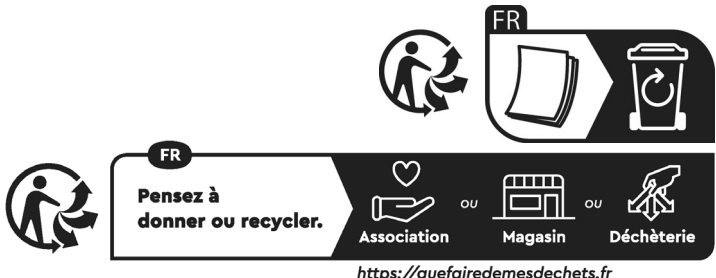 FR
FR
Pensez à
donner ou recycler.
Association
ou
Magasin
ou
Déchèterie
https://quefairedemesdechets.fr